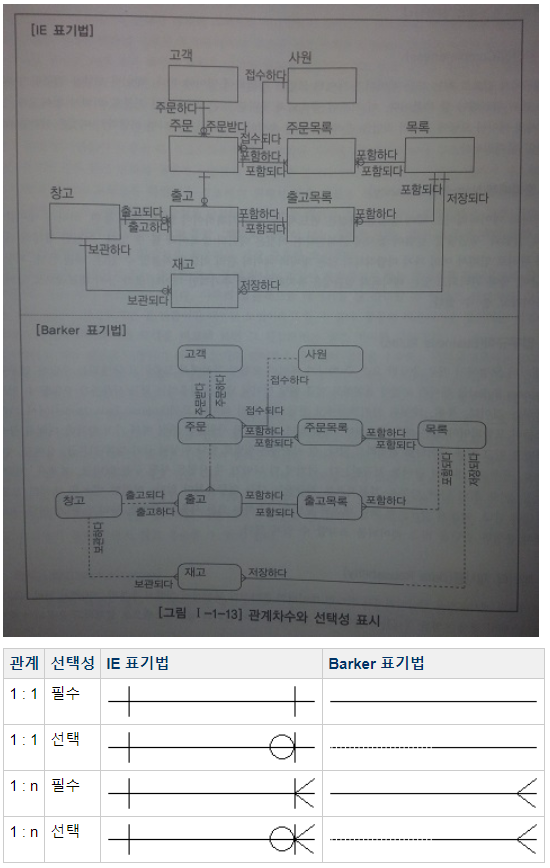 [IE 표기법]
고객
사원
접수하다
주문하다
주문
주문받다
주문목록
목록
접수되다
포함하다
포함되다
포함하다
포함되다
포함되다
저장되다
창고
출고
출고목록
출고되다
출고하다
포함하다
포함되다
포함하다
보관하다
재고
저장하다
보관되다
[Barker 표기법]
고객
사원
주문받다
주문하다
접수하다
접수되다
주문
포함하다
포함되다
주문목록
포함하다
포함되다
목록
포함되다
저장되다
창고
출고되다
출고하다
출고
포함하다
포함되다
출고목록
포함하다
보관하다
재고
저장하다
보관되다
[그림 Ⅰ-1-13] 관계차수와 선택성 표시
관계 선택성 IE 표기법 Barker 표기법
1 : 1 필수
1 : 1 선택
1 : n 필수
1 : n 선택